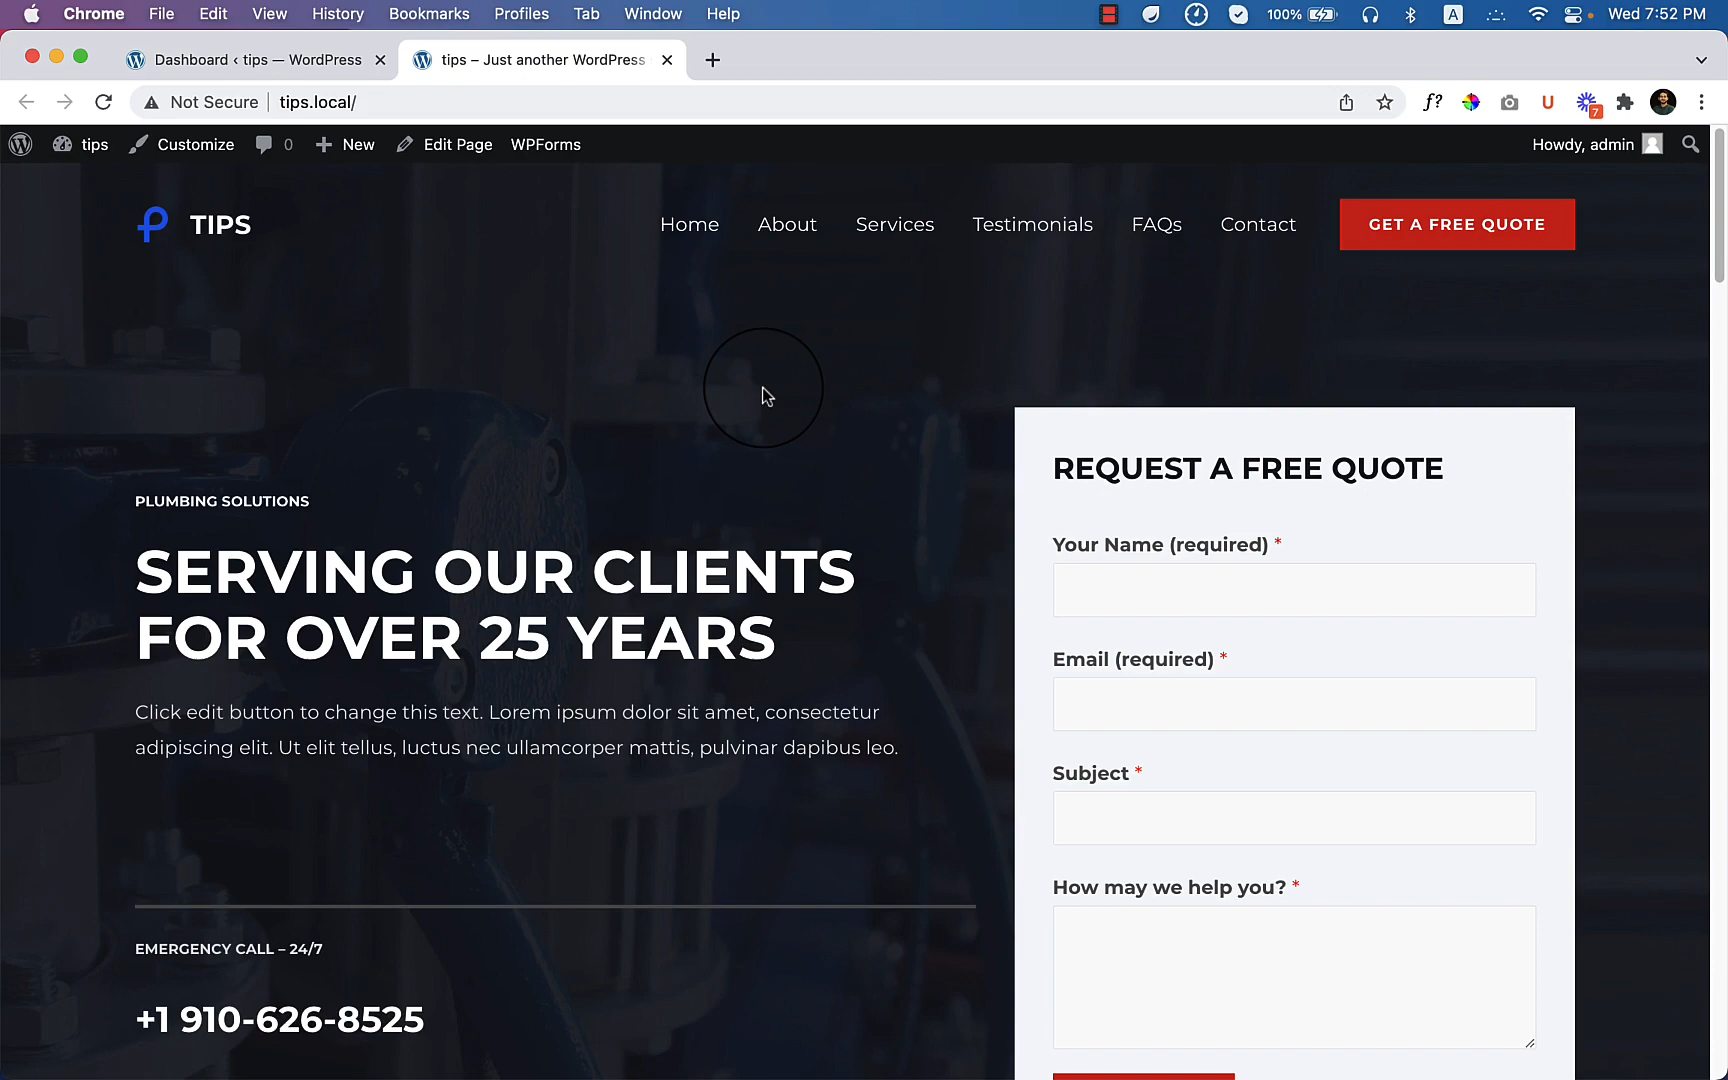 Chrome File Edit View History Bookmarks Profiles Tab Window Help 100% A Wed 7:52 PM
Dashboard ‹ tips — WordPress tips – Just another WordPress
Not Secure tips.local/ f? U 7
tips Customize 0 New Edit Page WPForms Howdy, admin
TIPS Home About Services Testimonials FAQs Contact GET A FREE QUOTE
PLUMBING SOLUTIONS
SERVING OUR CLIENTS
FOR OVER 25 YEARS
Click edit button to change this text. Lorem ipsum dolor sit amet, consectetur
adipiscing elit. Ut elit tellus, luctus nec ullamcorper mattis, pulvinar dapibus leo.
EMERGENCY CALL – 24/7
+1 910-626-8525
REQUEST A FREE QUOTE
Your Name (required) *
Email (required) *
Subject *
How may we help you? *